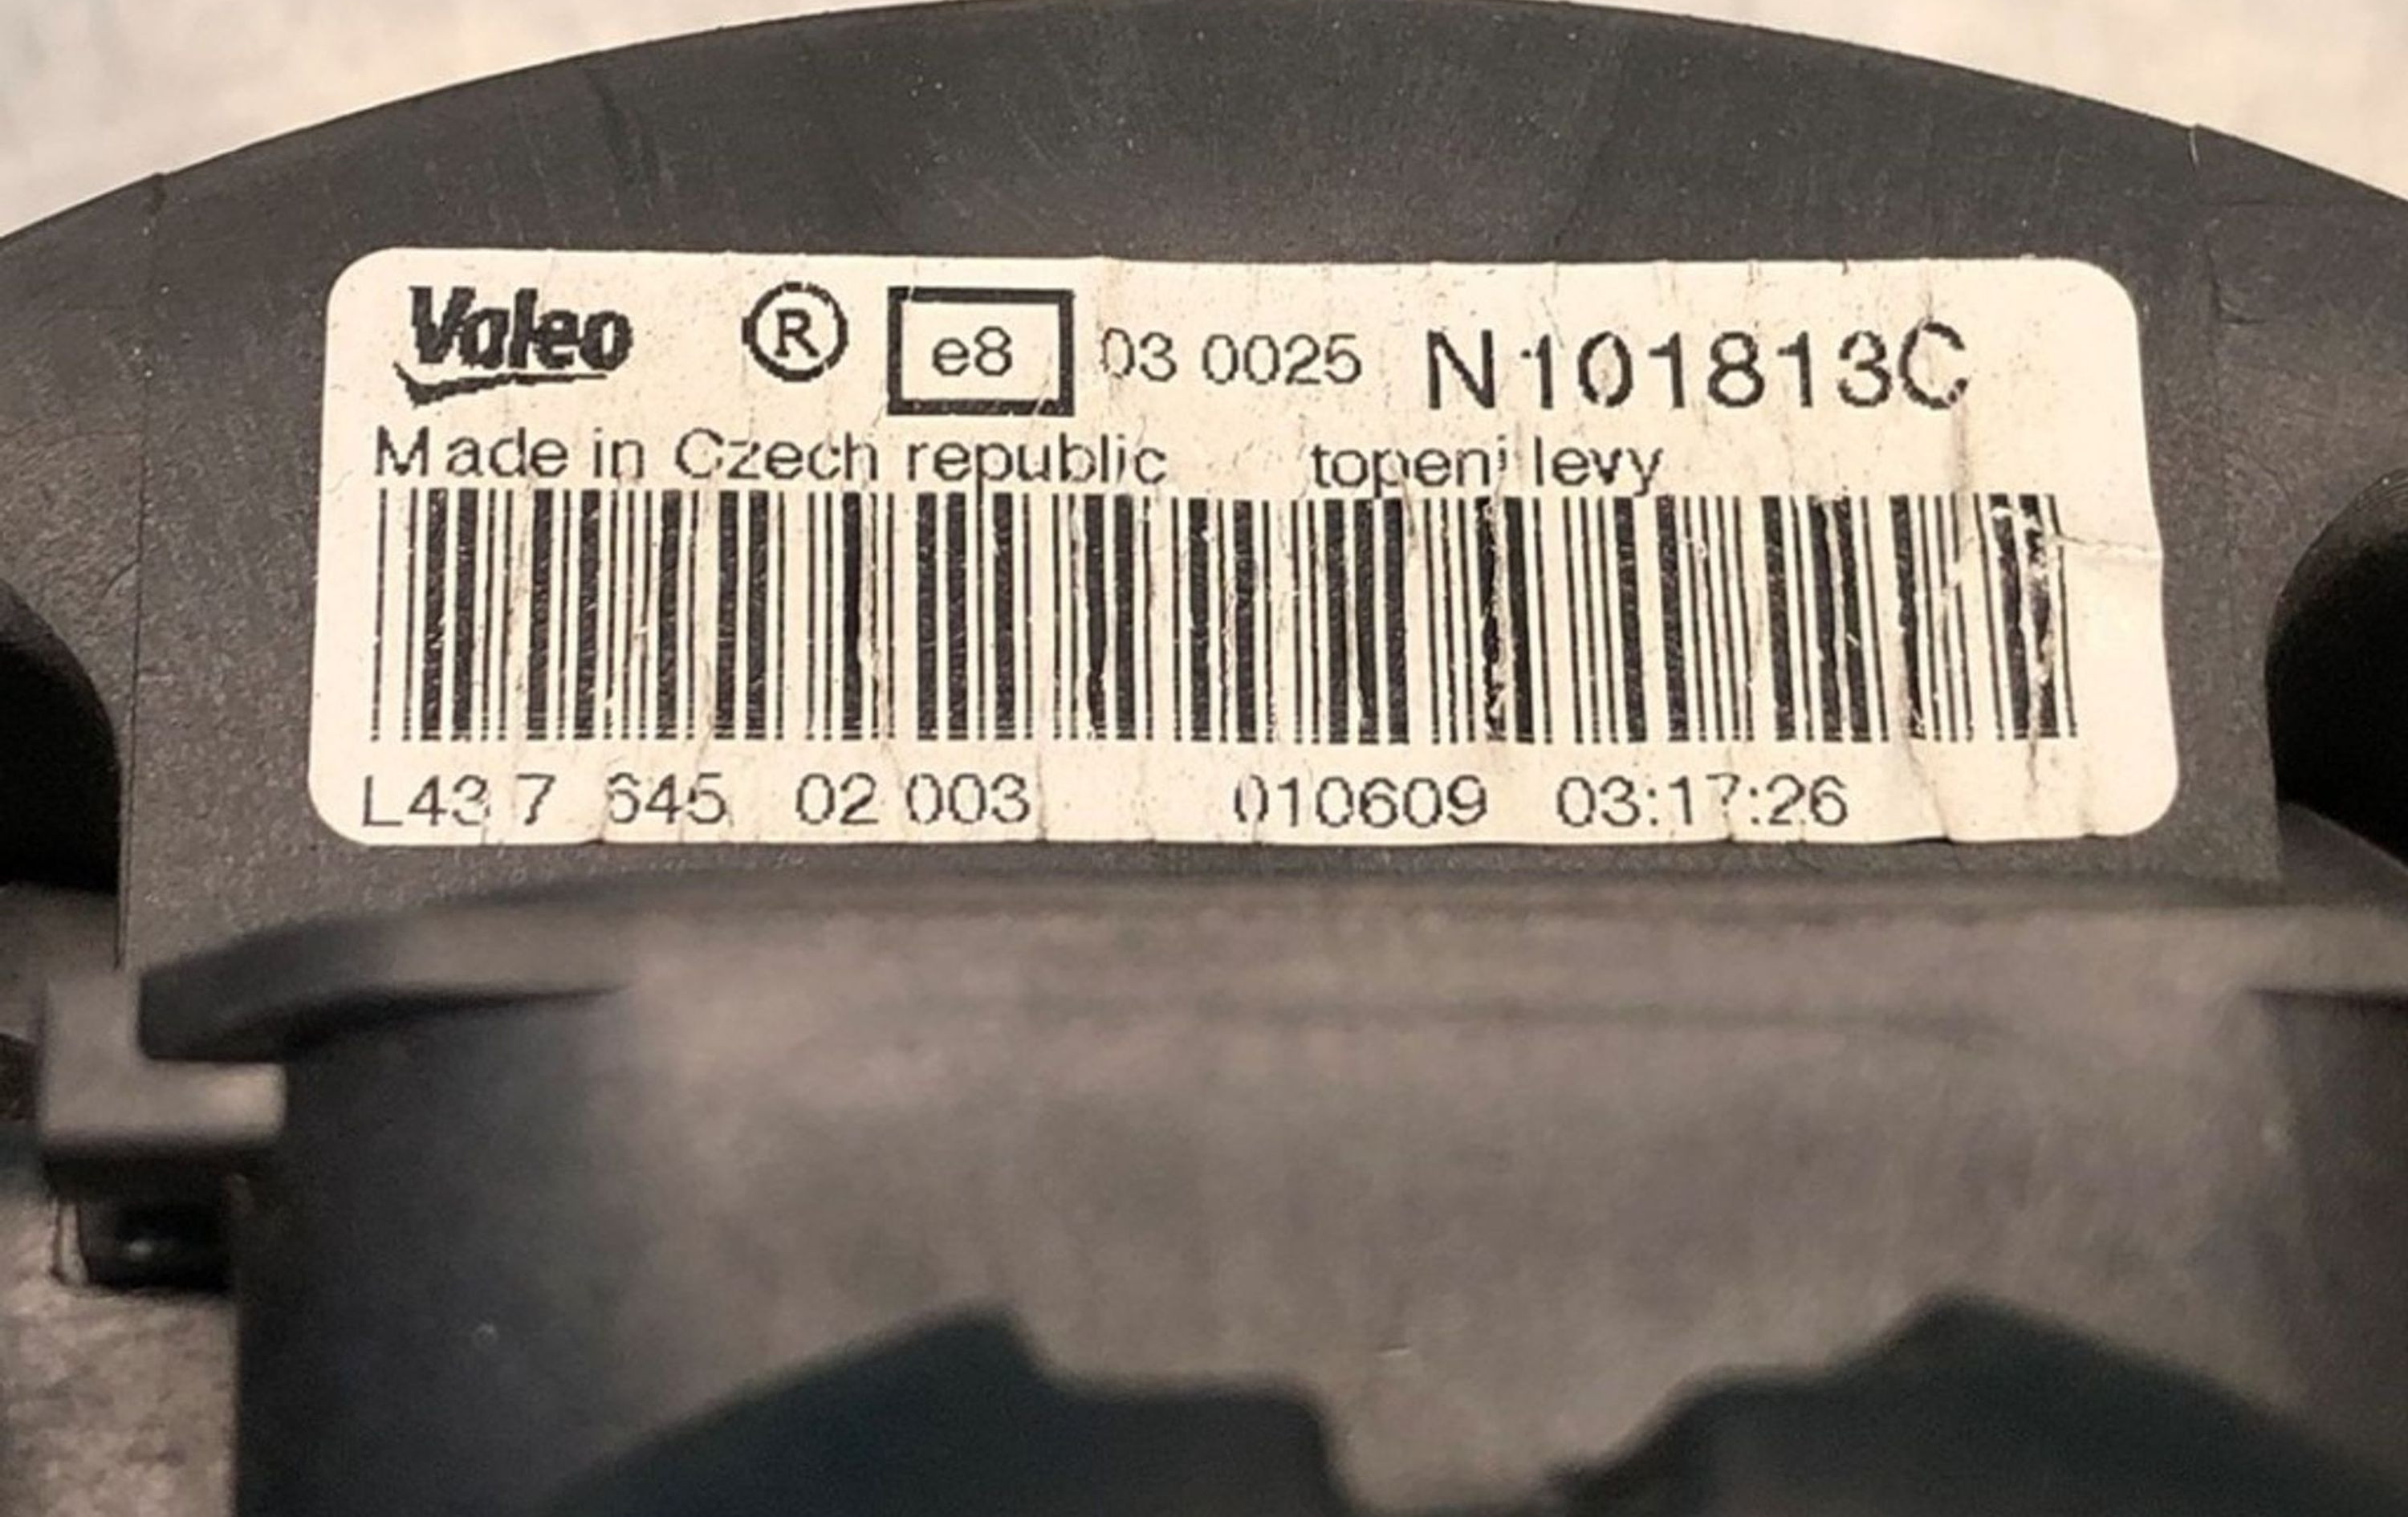 Valeo ® e8 03 0025 N101813C
Made in Czech republic topeni levy
L43 7 645 02 003 010609 03:17:26